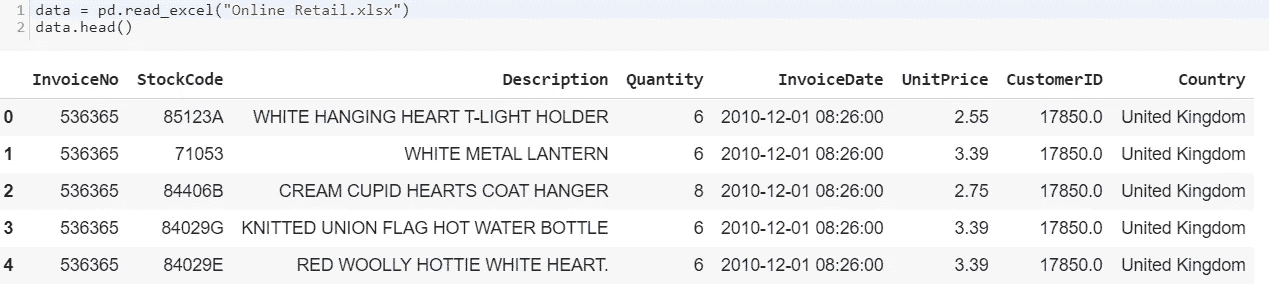 1 data = pd.read_excel("Online Retail.xlsx")
2 data.head()
InvoiceNo StockCode Description Quantity InvoiceDate UnitPrice CustomerID Country
0 536365 85123A WHITE HANGING HEART T-LIGHT HOLDER 6 2010-12-01 08:26:00 2.55 17850.0 United Kingdom
1 536365 71053 WHITE METAL LANTERN 6 2010-12-01 08:26:00 3.39 17850.0 United Kingdom
2 536365 84406B CREAM CUPID HEARTS COAT HANGER 8 2010-12-01 08:26:00 2.75 17850.0 United Kingdom
3 536365 84029G KNITTED UNION FLAG HOT WATER BOTTLE 6 2010-12-01 08:26:00 3.39 17850.0 United Kingdom
4 536365 84029E RED WOOLLY HOTTIE WHITE HEART. 6 2010-12-01 08:26:00 3.39 17850.0 United Kingdom